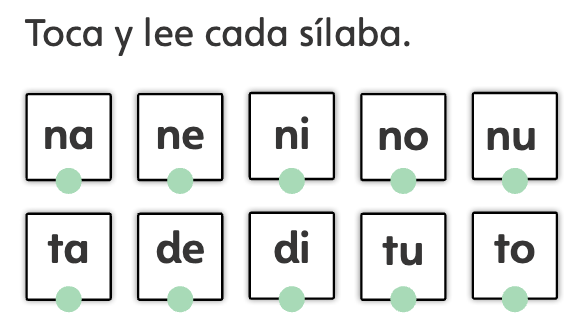 Toca y lee cada sílaba.
na ne ni no nu
ta de di tu to